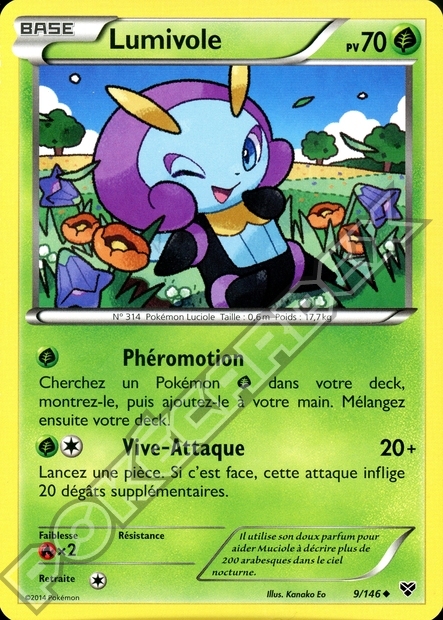 BASE
Lumivole
PV70
N° 314 Pokémon Luciole Taille : 0,6m Poids : 17,7kg
Phéromotion
Cherchez un Pokémon dans votre deck,
montrez-le, puis ajoutez-le à votre main. Mélangez
ensuite votre deck.
Vive-Attaque 20+
Lancez une pièce. Si c'est face, cette attaque inflige
20 dégâts supplémentaires.
Faiblesse Résistance
×2
Retraite
Il utilise son doux parfum pour
aider Muciole à décrire plus de
200 arabesques dans le ciel
nocturne.
©2014 Pokémon
Illus. Kanako Eo
9/146
XY
POKECARDEX